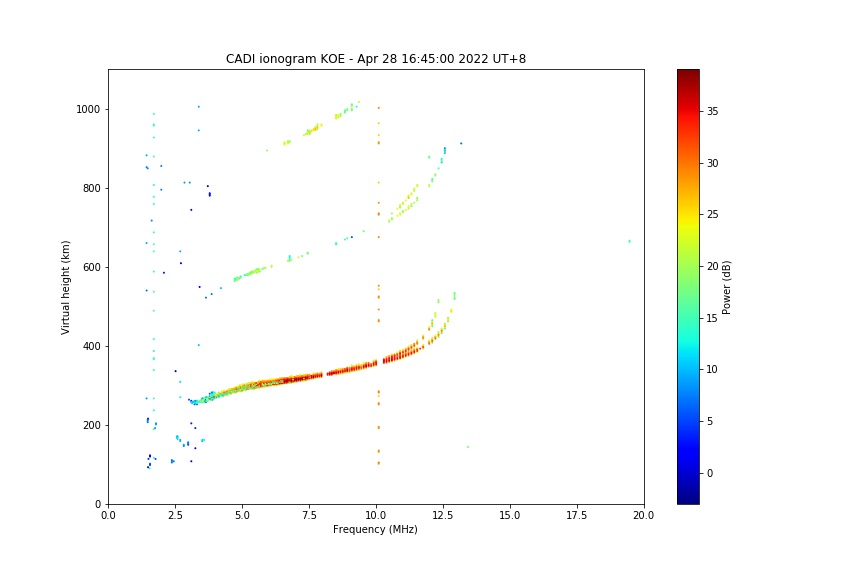 CADI ionogram KOE - Apr 28 16:45:00 2022 UT+8
1000
800
600
400
200
0
Virtual height (km)
0.0 2.5 5.0 7.5 10.0 12.5 15.0 17.5 20.0
Frequency (MHz)
35
30
25
20
15
10
5
0
Power (dB)